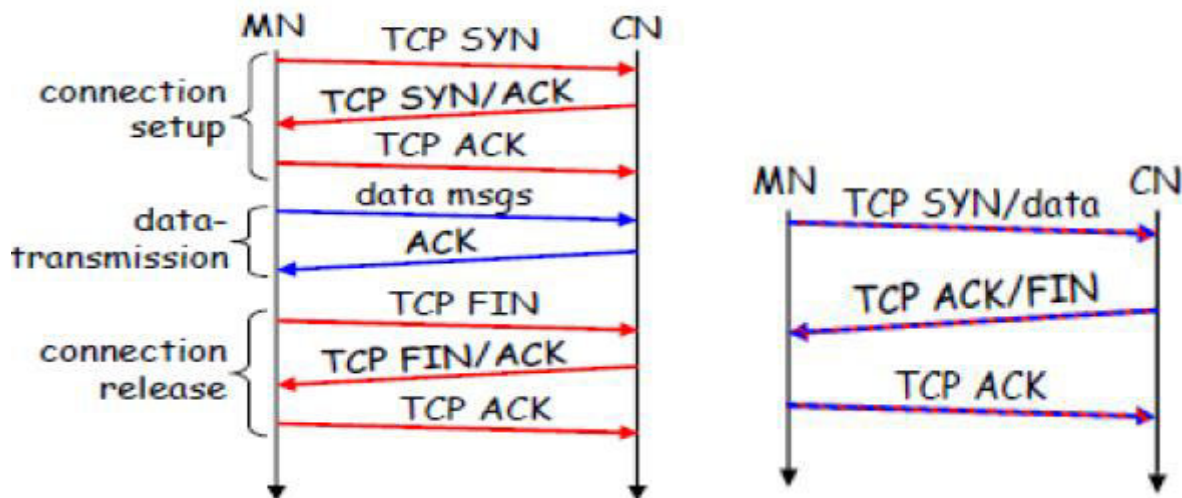 MN
CN
TCP SYN
connection
setup
TCP SYN/ACK
TCP ACK
data msgs
data-
transmission
ACK
TCP FIN
connection
release
TCP FIN/ACK
TCP ACK
MN
CN
TCP SYN/data
TCP ACK/FIN
TCP ACK